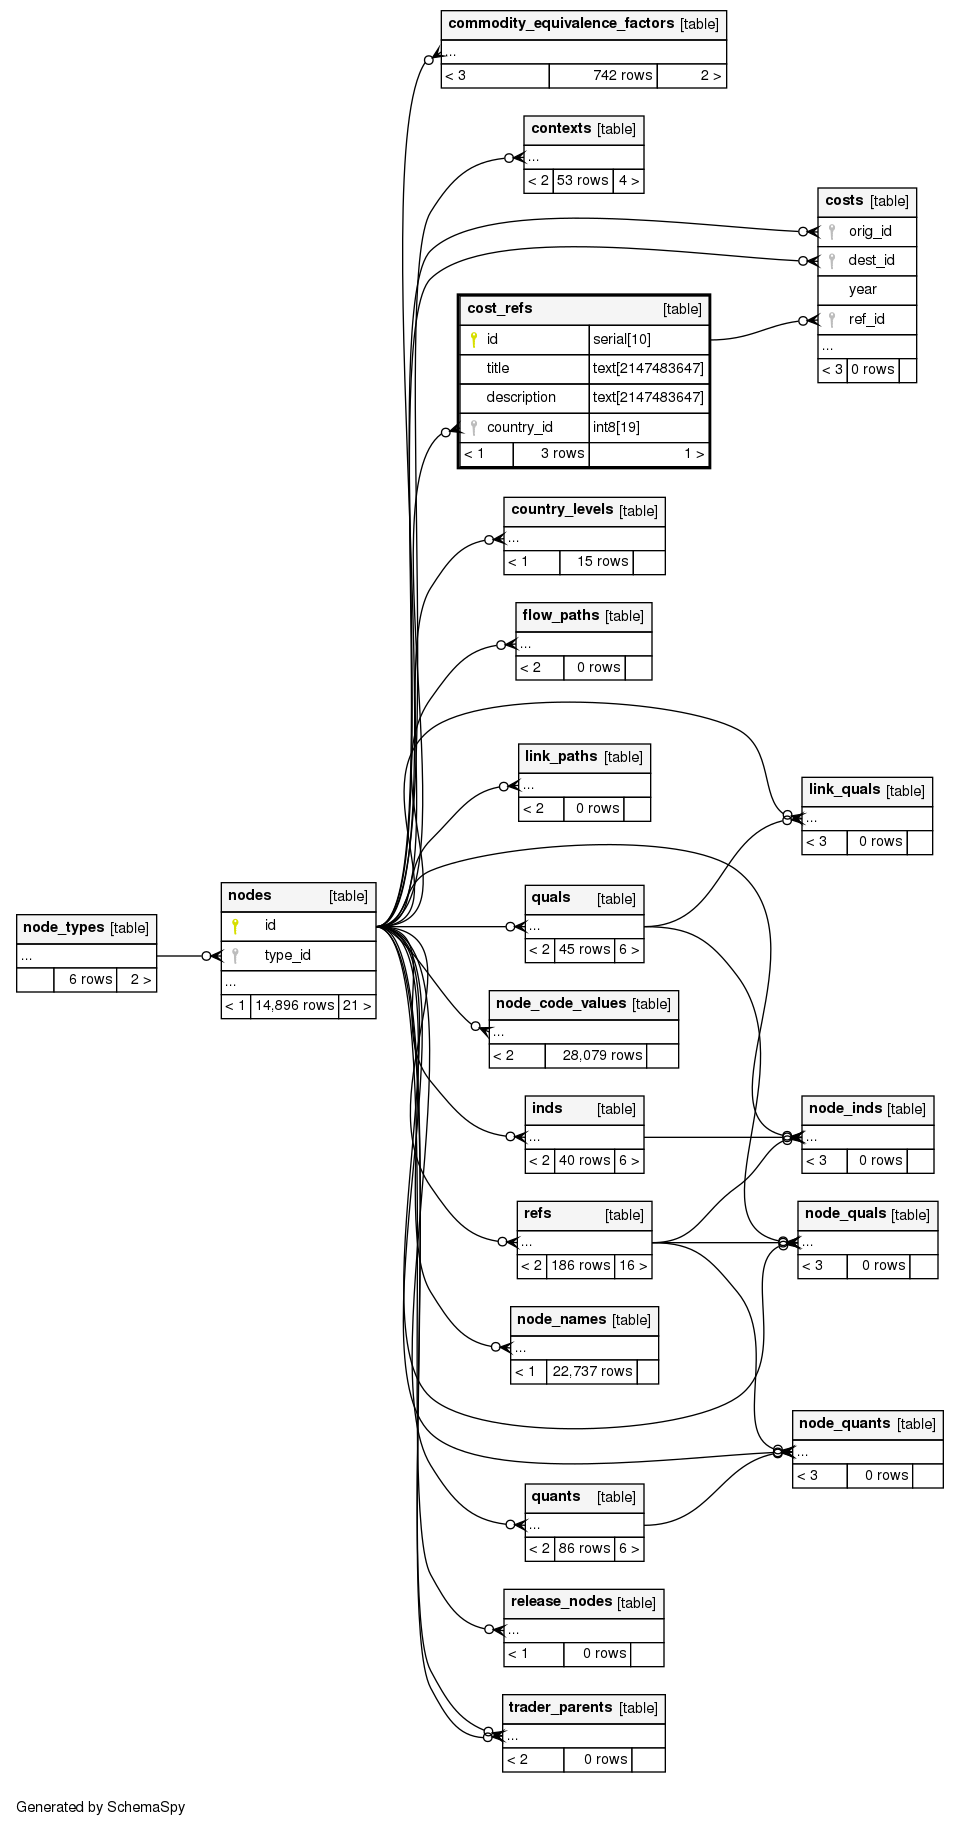 commodity_equivalence_factors [table]
...
< 3 742 rows 2 >
contexts [table]
...
< 2 53 rows 4 >
costs [table]
orig_id
dest_id
year
ref_id
...
< 3 0 rows
cost_refs [table]
id serial[10]
title text[2147483647]
description text[2147483647]
country_id int8[19]
< 1 3 rows 1 >
country_levels [table]
...
< 1 15 rows
flow_paths [table]
...
< 2 0 rows
link_paths [table]
...
< 2 0 rows
link_quals [table]
...
< 3 0 rows
node_types [table]
...
6 rows 2 >
nodes [table]
id
type_id
...
< 1 14,896 rows 21 >
quals [table]
...
< 2 45 rows 6 >
node_code_values [table]
...
< 2 28,079 rows
inds [table]
...
< 2 40 rows 6 >
node_inds [table]
...
< 3 0 rows
refs [table]
...
< 2 186 rows 16 >
node_quals [table]
...
< 3 0 rows
node_names [table]
...
< 1 22,737 rows
node_quants [table]
...
< 3 0 rows
quants [table]
...
< 2 86 rows 6 >
release_nodes [table]
...
< 1 0 rows
trader_parents [table]
...
< 2 0 rows
Generated by SchemaSpy